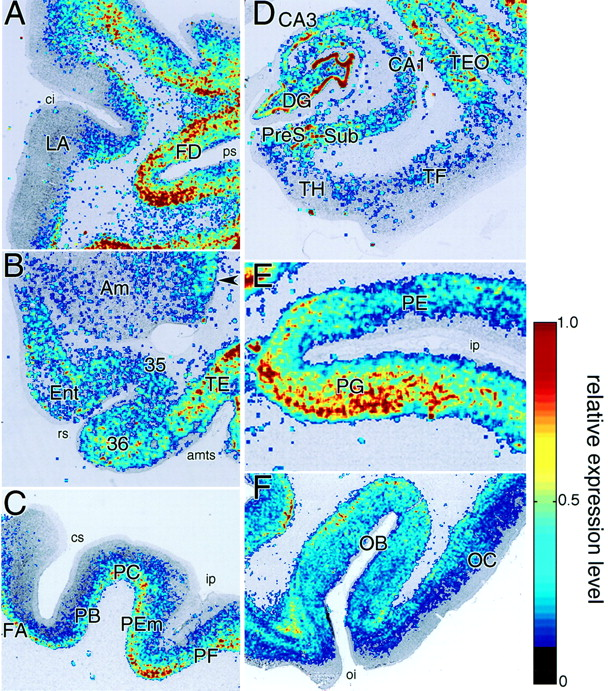 A
ci
LA
FD
ps
B
Am
35
Ent
TE
rs
36
amts
C
cs
PC
ip
FA
PB
PEm
PF
D
CA3
CA1
TEO
DG
PreS
Sub
TH
TF
E
PE
ip
PG
F
OB
OC
oi
1.0
0.5
0
relative expression level